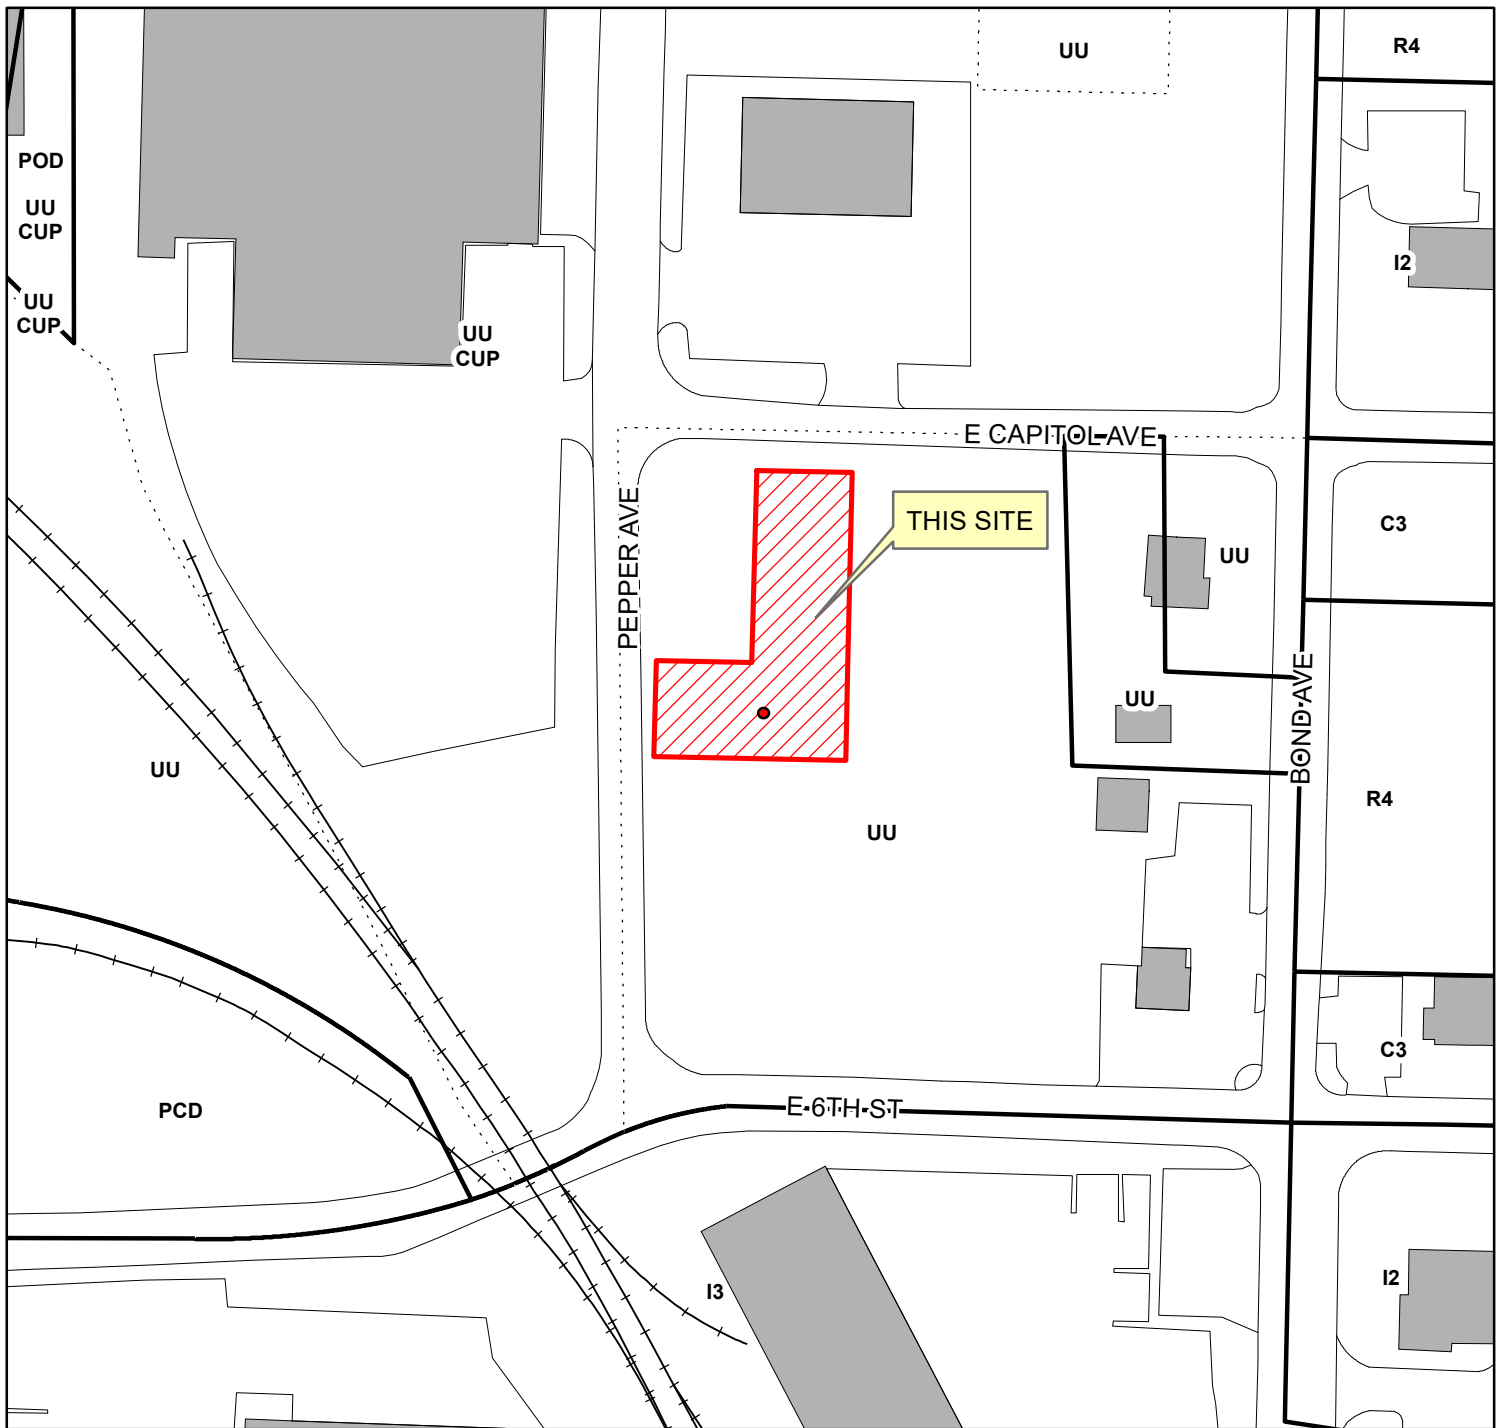 UU
R4
POD
UU
CUP
I2
UU
CUP
UU
CUP
E CAPITOL AVE
PEPPER AVE
THIS SITE
C3
UU
BOND AVE
UU
UU
R4
UU
C3
PCD
E 6TH ST
I3
I2